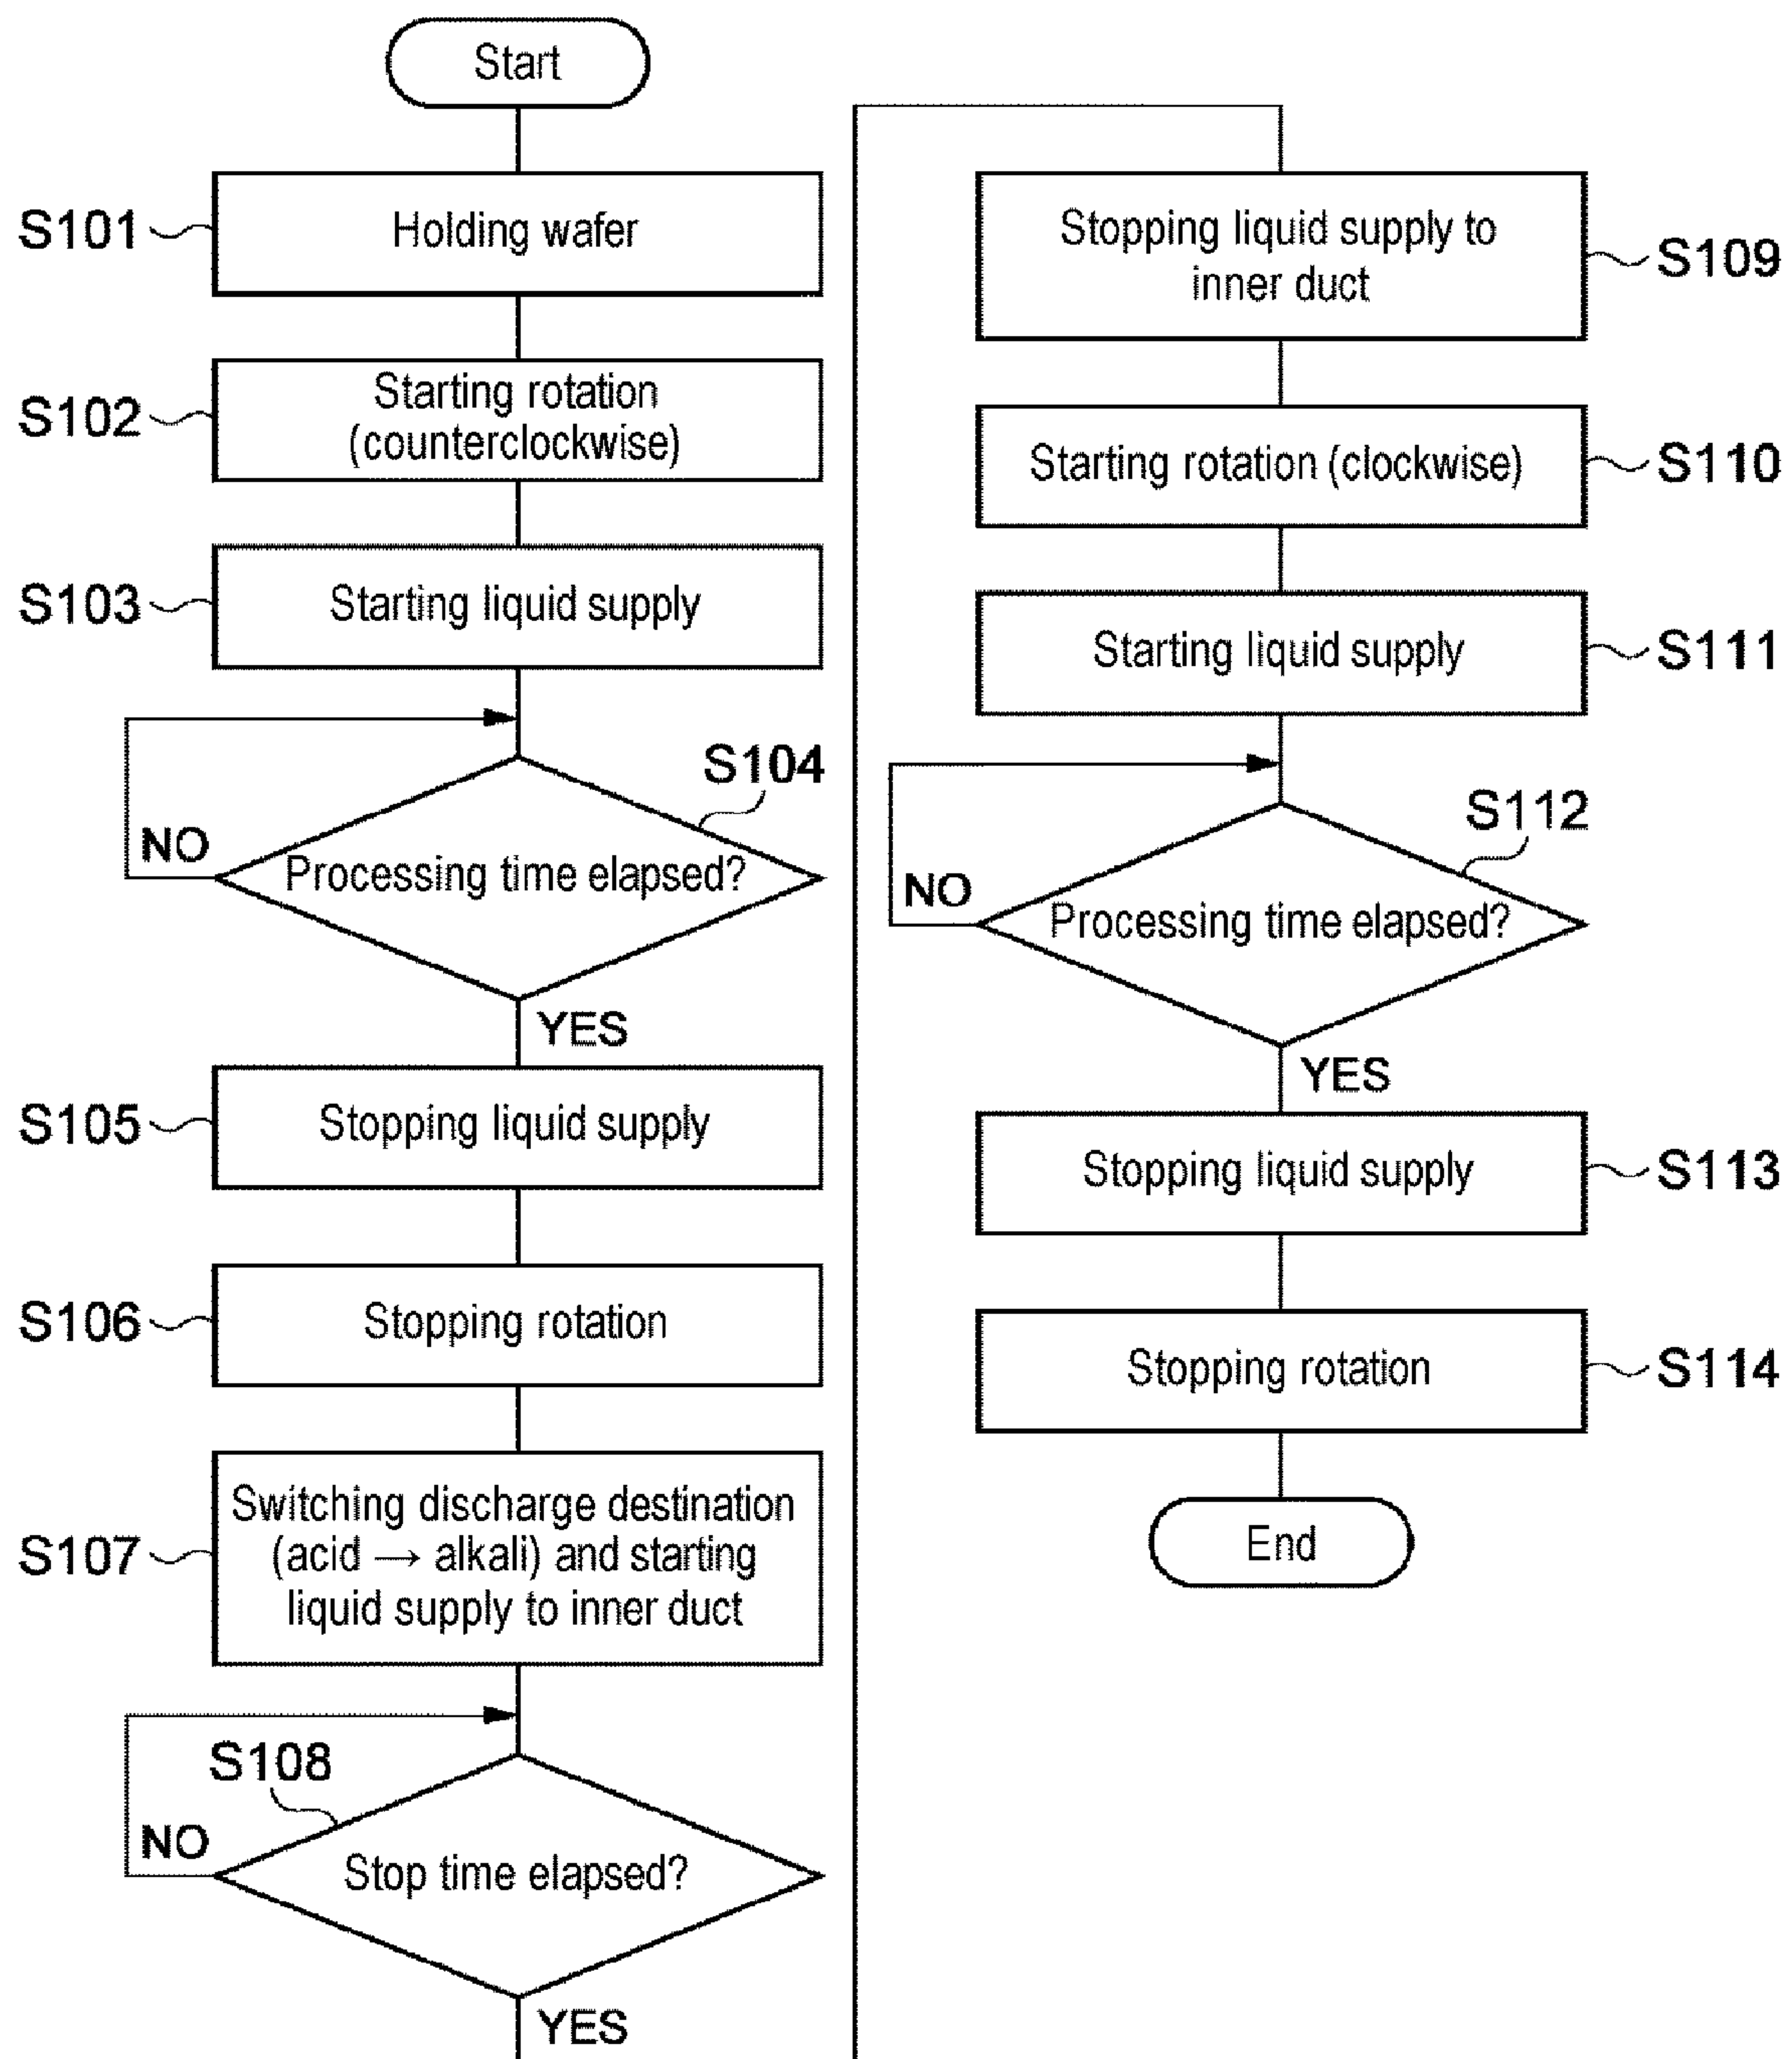 Start
S101
Holding wafer
S102
Starting rotation
(counterclockwise)
S103
Starting liquid supply
S104
NO
Processing time elapsed?
YES
S105
Stopping liquid supply
S106
Stopping rotation
S107
Switching discharge destination
(acid → alkali) and starting
liquid supply to inner duct
S108
NO
Stop time elapsed?
YES
Stopping liquid supply to
inner duct
S109
Starting rotation (clockwise)
S110
Starting liquid supply
S111
S112
NO
Processing time elapsed?
YES
Stopping liquid supply
S113
Stopping rotation
S114
End